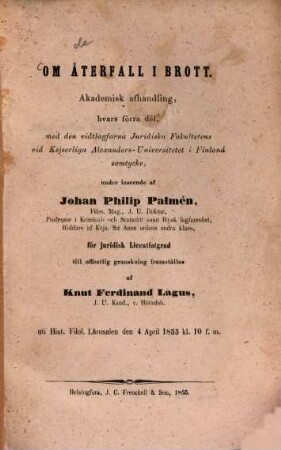 de
OM ÅTERFALL I BROTT.
Akademisk afhandling,
hvars förra del,
med den vidtlagfarna Juridiska Fakultetens
vid Kejserliga Alexanders-Universitetet i Finland
samtycke,
under inseende af
Johan Philip Palmén,
Filos. Mag., J. U. Doktor,
Professor i Kriminal- och Statsrätt samt Rysk lagfarenhet,
Riddare af Kejs. S:t Anne ordens andra klass,
för juridisk Licentiatgrad
till offentlig granskning framställes
af
Knut Ferdinand Lagus,
J. U. Kand., v. Häradsh.
uti Hist. Filol. Lärosalen den 4 April 1855 kl. 10 f. m.
Helsingfors, J. C. Frenckell & Son, 1855.